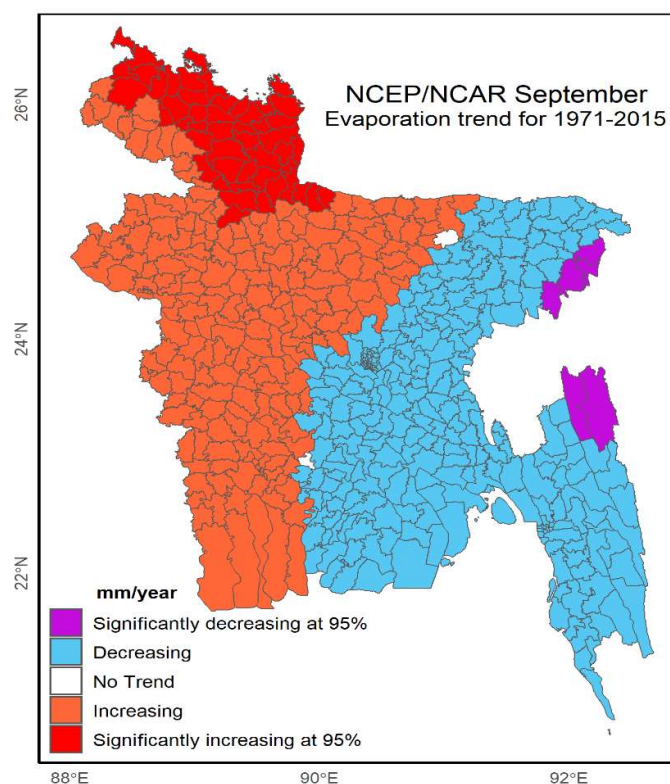 NCEP/NCAR September
Evaporation trend for 1971-2015
26°N
24°N
22°N
mm/year
Significantly decreasing at 95%
Decreasing
No Trend
Increasing
Significantly increasing at 95%
88°E 90°E 92°E